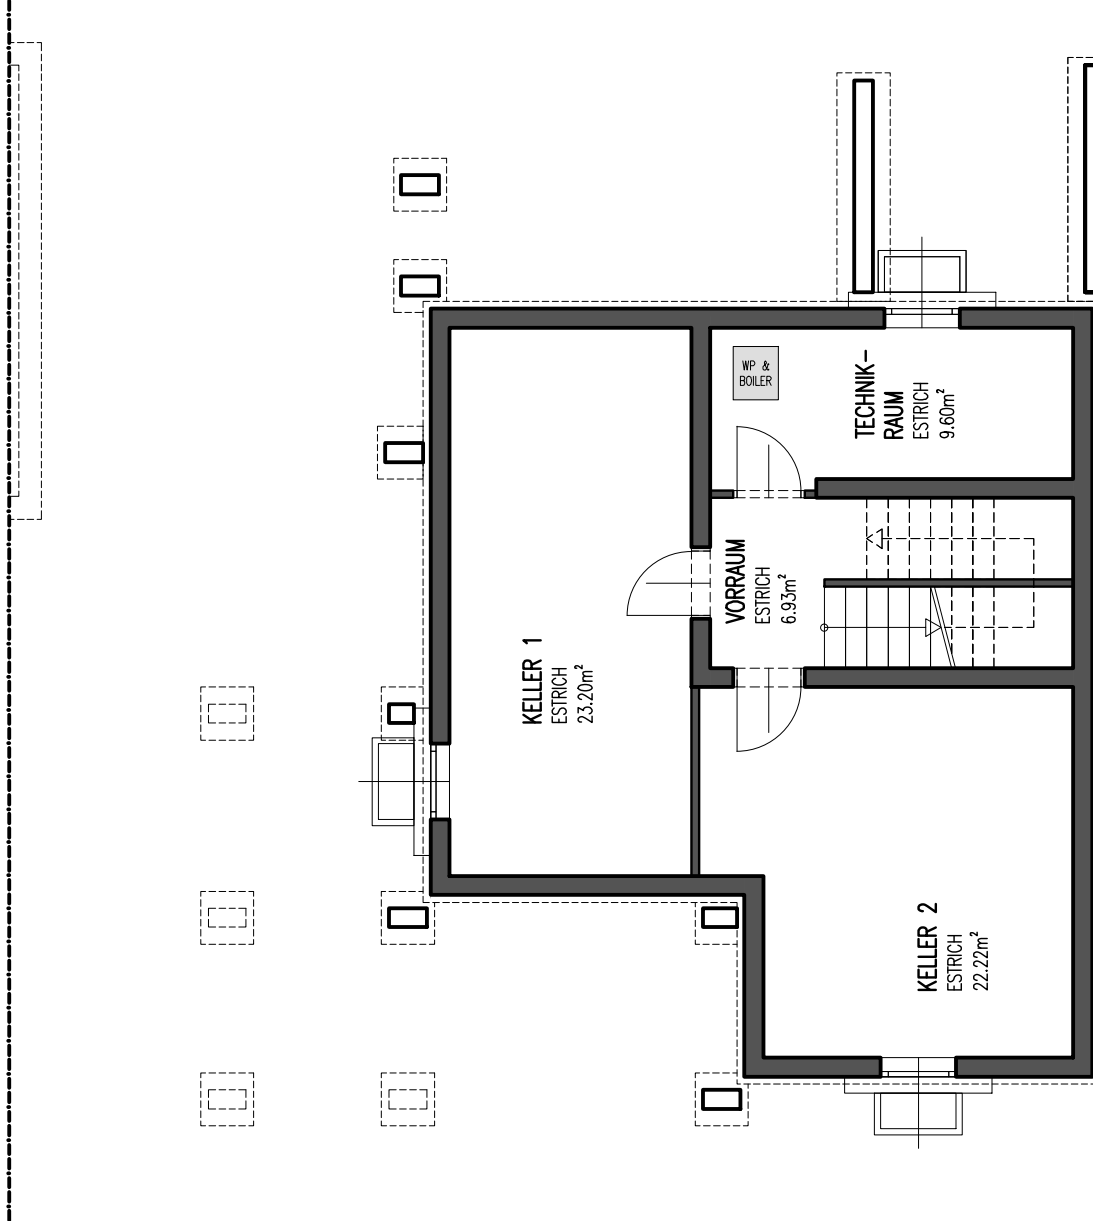 WP &
BOILER
TECHNIK-
RAUM
ESTRICH
9.60m²
VORRAUM
ESTRICH
6.93m²
KELLER 1
ESTRICH
23.20m²
KELLER 2
ESTRICH
22.22m²